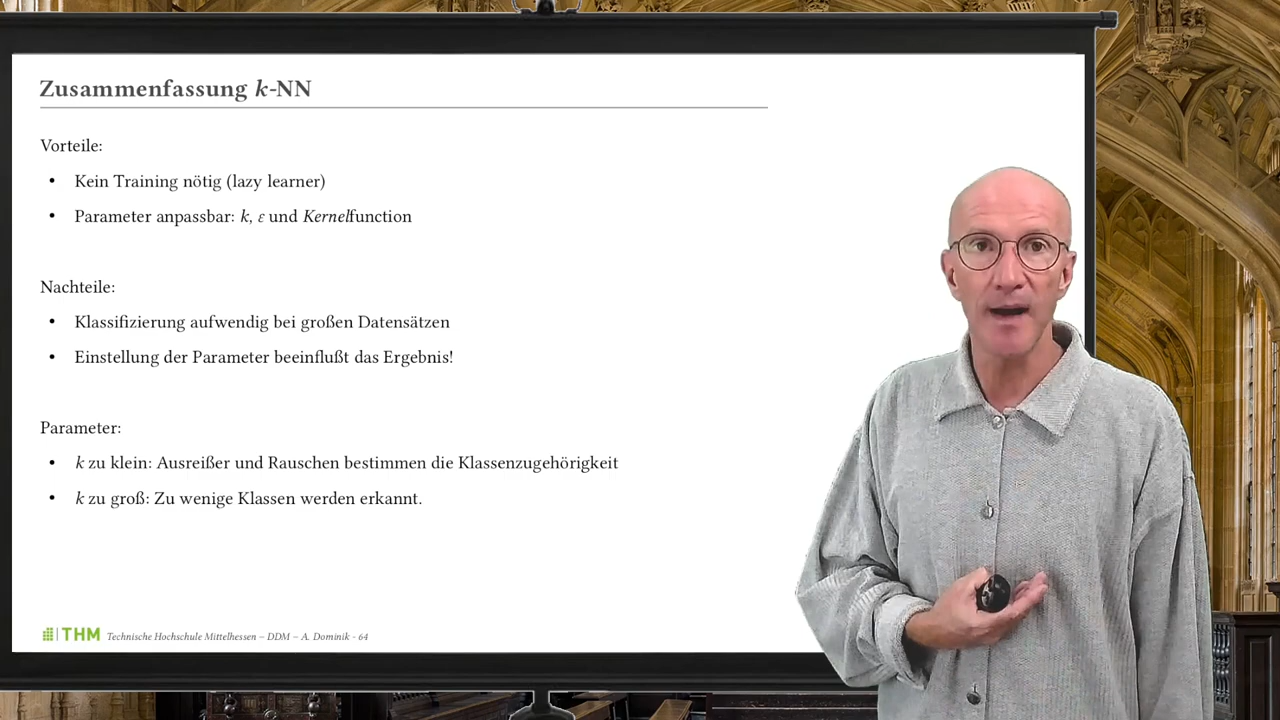 Zusammenfassung k-NN
Vorteile:
• Kein Training nötig (lazy learner)
• Parameter anpassbar: k, ε und Kernelfunction
Nachteile:
• Klassifizierung aufwendig bei großen Datensätzen
• Einstellung der Parameter beeinflußt das Ergebnis!
Parameter:
• k zu klein: Ausreißer und Rauschen bestimmen die Klassenzugehörigkeit
• k zu groß: Zu wenige Klassen werden erkannt.
THM Technische Hochschule Mittelhessen – DDM – A. Dominik - 64